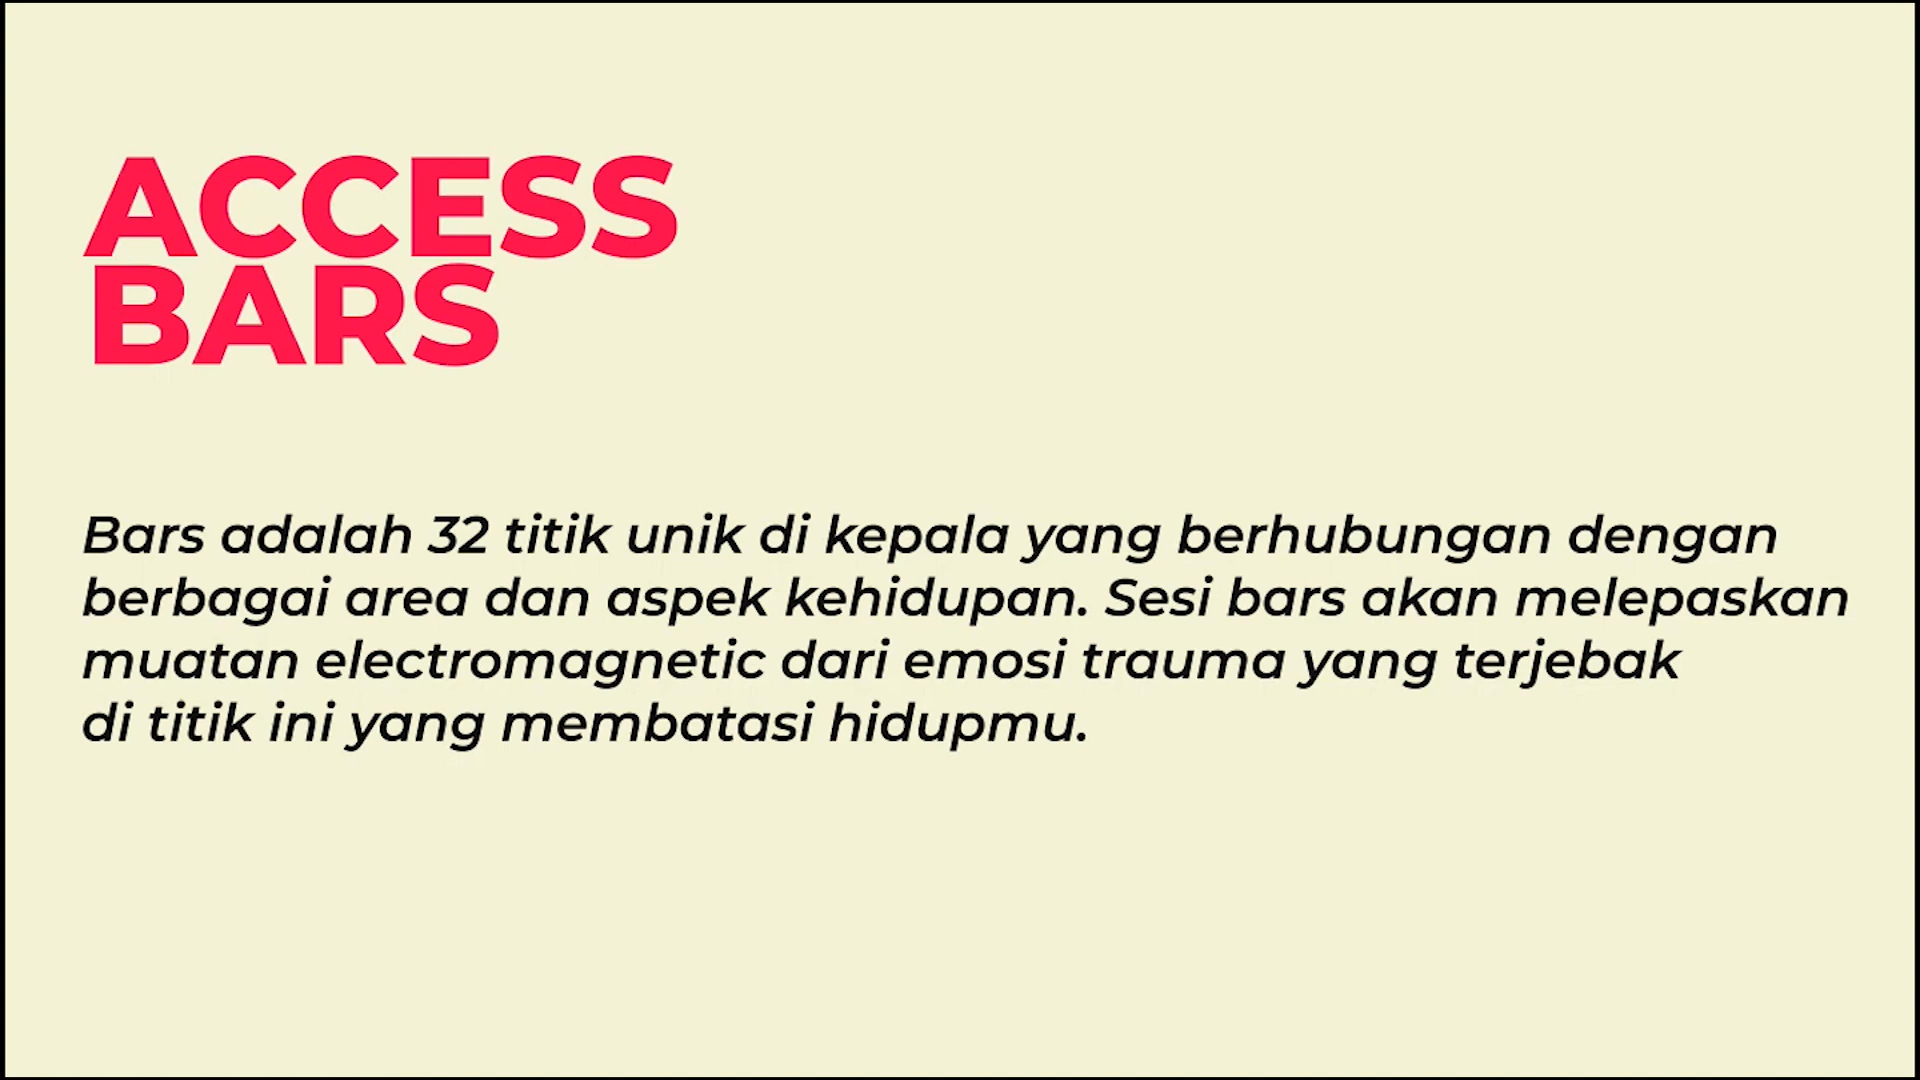 ACCESS
BARS
Bars adalah 32 titik unik di kepala yang berhubungan dengan
berbagai area dan aspek kehidupan. Sesi bars akan melepaskan
muatan electromagnetic dari emosi trauma yang terjebak
di titik ini yang membatasi hidupmu.